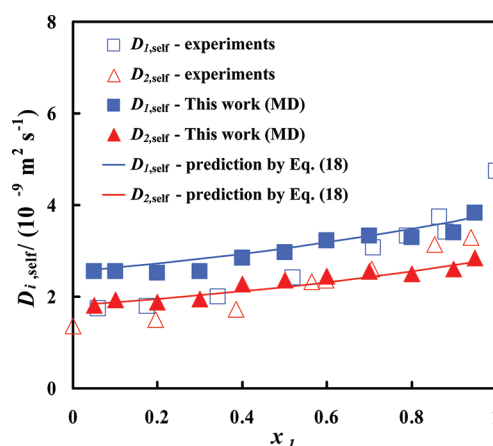 8
6
4
2
0
D1,self - experiments
D2,self - experiments
D1,self - This work (MD)
D2,self - This work (MD)
D1,self - prediction by Eq. (18)
D2,self - prediction by Eq. (18)
Di,self/ (10 -9 m2 s-1)
0 0.2 0.4 0.6 0.8 1
x1